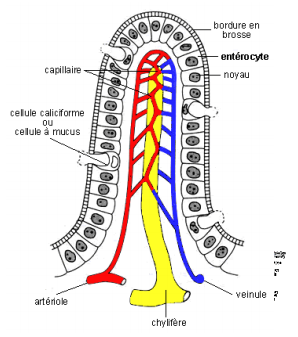 bordure en
brosse
entérocyte
capillaire
noyau
cellule caliciforme
ou
cellule à mucus
artériole
veinule
chylifère